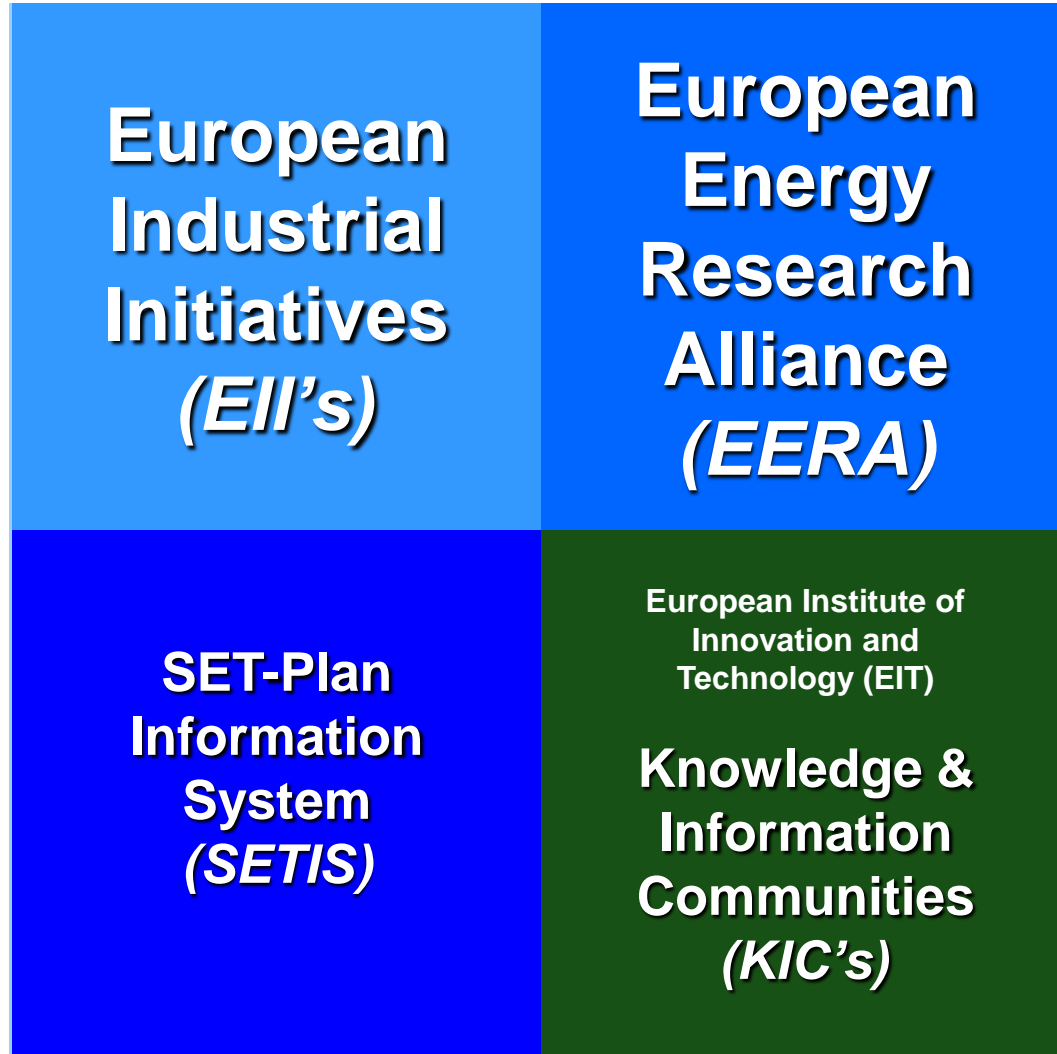 European
Industrial
Initiatives
(EII’s)
European
Energy
Research
Alliance
(EERA)
SET-Plan
Information
System
(SETIS)
European Institute of
Innovation and
Technology (EIT)
Knowledge &
Information
Communities
(KIC’s)